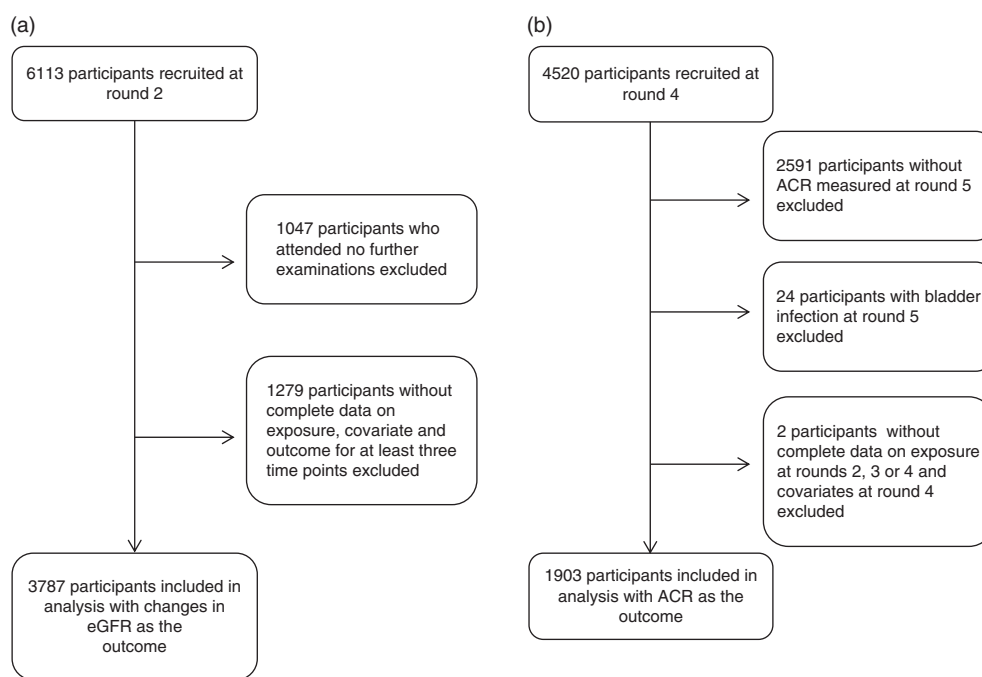 (a)
6113 participants recruited at
round 2
1047 participants who
attended no further
examinations excluded
1279 participants without
complete data on
exposure, covariate and
outcome for at least three
time points excluded
3787 participants included in
analysis with changes in
eGFR as the
outcome
(b)
4520 participants recruited at
round 4
2591 participants without
ACR measured at round 5
excluded
24 participants with bladder
infection at round 5
excluded
2 participants without
complete data on exposure
at rounds 2, 3 or 4 and
covariates at round 4
excluded
1903 participants included in
analysis with ACR as the
outcome